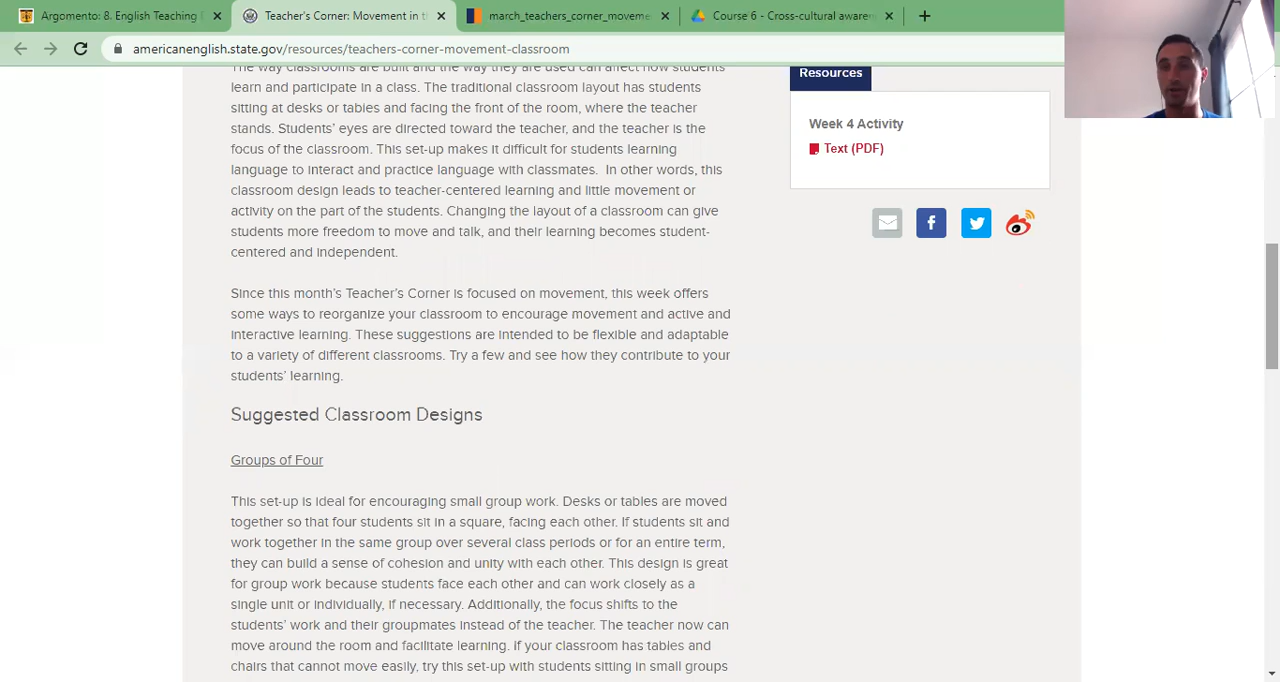 Argomento: 8. English Teaching
Teacher's Corner: Movement in t
march_teachers_corner_moveme
Course 6 - Cross-cultural aware
americanenglish.state.gov/resources/teachers-corner-movement-classroom
The way classrooms are built and the way they are used can affect how students
learn and participate in a class. The traditional classroom layout has students
sitting at desks or tables and facing the front of the room, where the teacher
stands. Students' eyes are directed toward the teacher, and the teacher is the
focus of the classroom. This set-up makes it difficult for students learning
language to interact and practice language with classmates. In other words, this
classroom design leads to teacher-centered learning and little movement or
activity on the part of the students. Changing the layout of a classroom can give
students more freedom to move and talk, and their learning becomes student-
centered and independent.
Since this month's Teacher's Corner is focused on movement, this week offers
some ways to reorganize your classroom to encourage movement and active and
interactive learning. These suggestions are intended to be flexible and adaptable
to a variety of different classrooms. Try a few and see how they contribute to your
students' learning.
Suggested Classroom Designs
Groups of Four
This set-up is ideal for encouraging small group work. Desks or tables are moved
together so that four students sit in a square, facing each other. If students sit and
work together in the same group over several class periods or for an entire term,
they can build a sense of cohesion and unity with each other. This design is great
for group work because students face each other and can work closely as a
single unit or individually, if necessary. Additionally, the focus shifts to the
students' work and their groupmates instead of the teacher. The teacher now can
move around the room and facilitate learning. If your classroom has tables and
chairs that cannot move easily, try this set-up with students sitting in small groups
Resources
Week 4 Activity
Text (PDF)